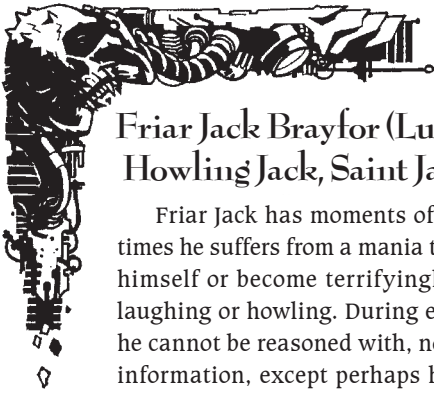 Friar Jack Brayfor (Lu
Howling Jack, Saint Ja
Friar Jack has moments of
times he suffers from a mania t
himself or become terrifyingl
laughing or howling. During e
he cannot be reasoned with, n
information, except perhaps h